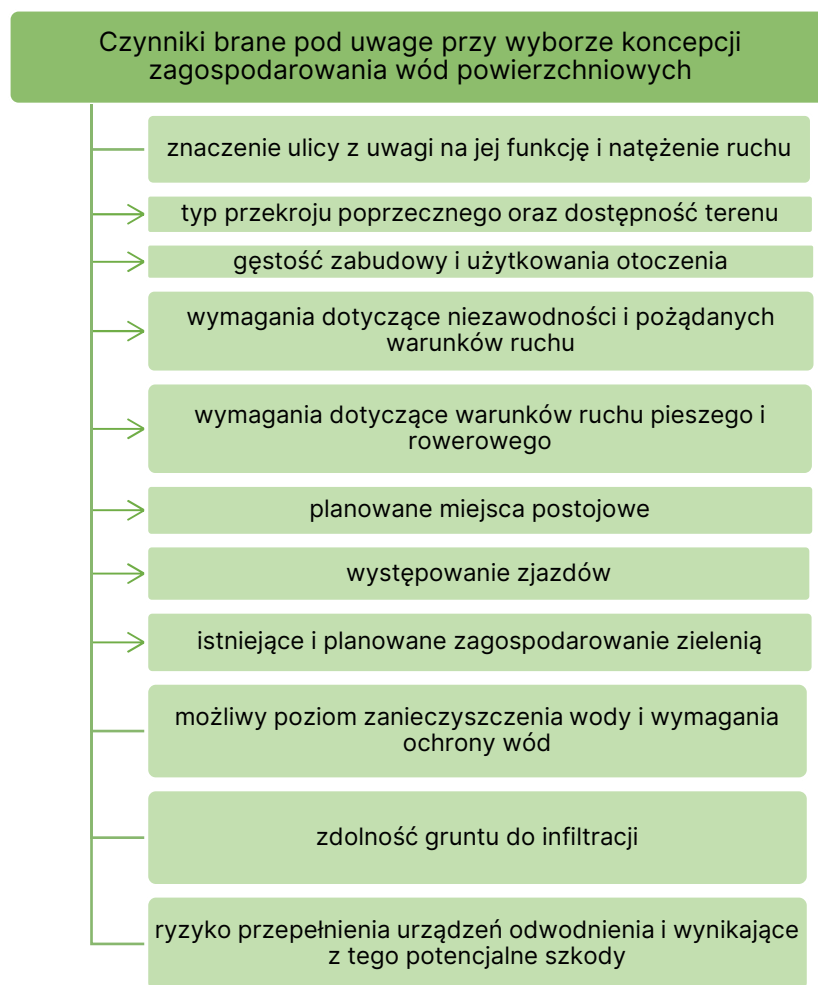 Czynniki brane pod uwage przy wyborze koncepcji
zagospodarowania wód powierzchniowych
znaczenie ulicy z uwagi na jej funkcję i natężenie ruchu
typ przekroju poprzecznego oraz dostępność terenu
gęstość zabudowy i użytkowania otoczenia
wymagania dotyczące niezawodności i pożądanych
warunków ruchu
wymagania dotyczące warunków ruchu pieszego i
rowerowego
planowane miejsca postojowe
występowanie zjazdów
istniejące i planowane zagospodarowanie zielenią
możliwy poziom zanieczyszczenia wody i wymagania
ochrony wód
zdolność gruntu do infiltracji
ryzyko przepełnienia urządzeń odwodnienia i wynikające
z tego potencjalne szkody